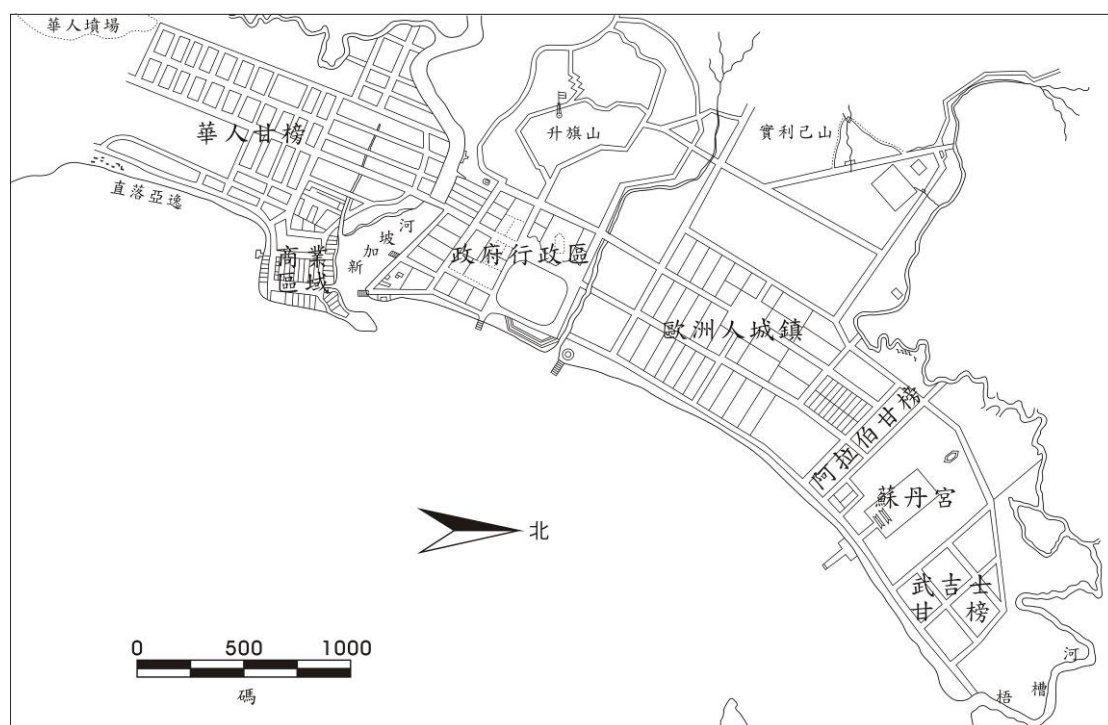 華人墳場
華人甘榜
升旗山
實利己山
直落亞逸
商業
區域
新加坡河
政府行政區
歐洲人城鎮
阿拉伯甘榜
蘇丹宮
北
武吉士
甘榜
0 500 1000
碼
梧槽河